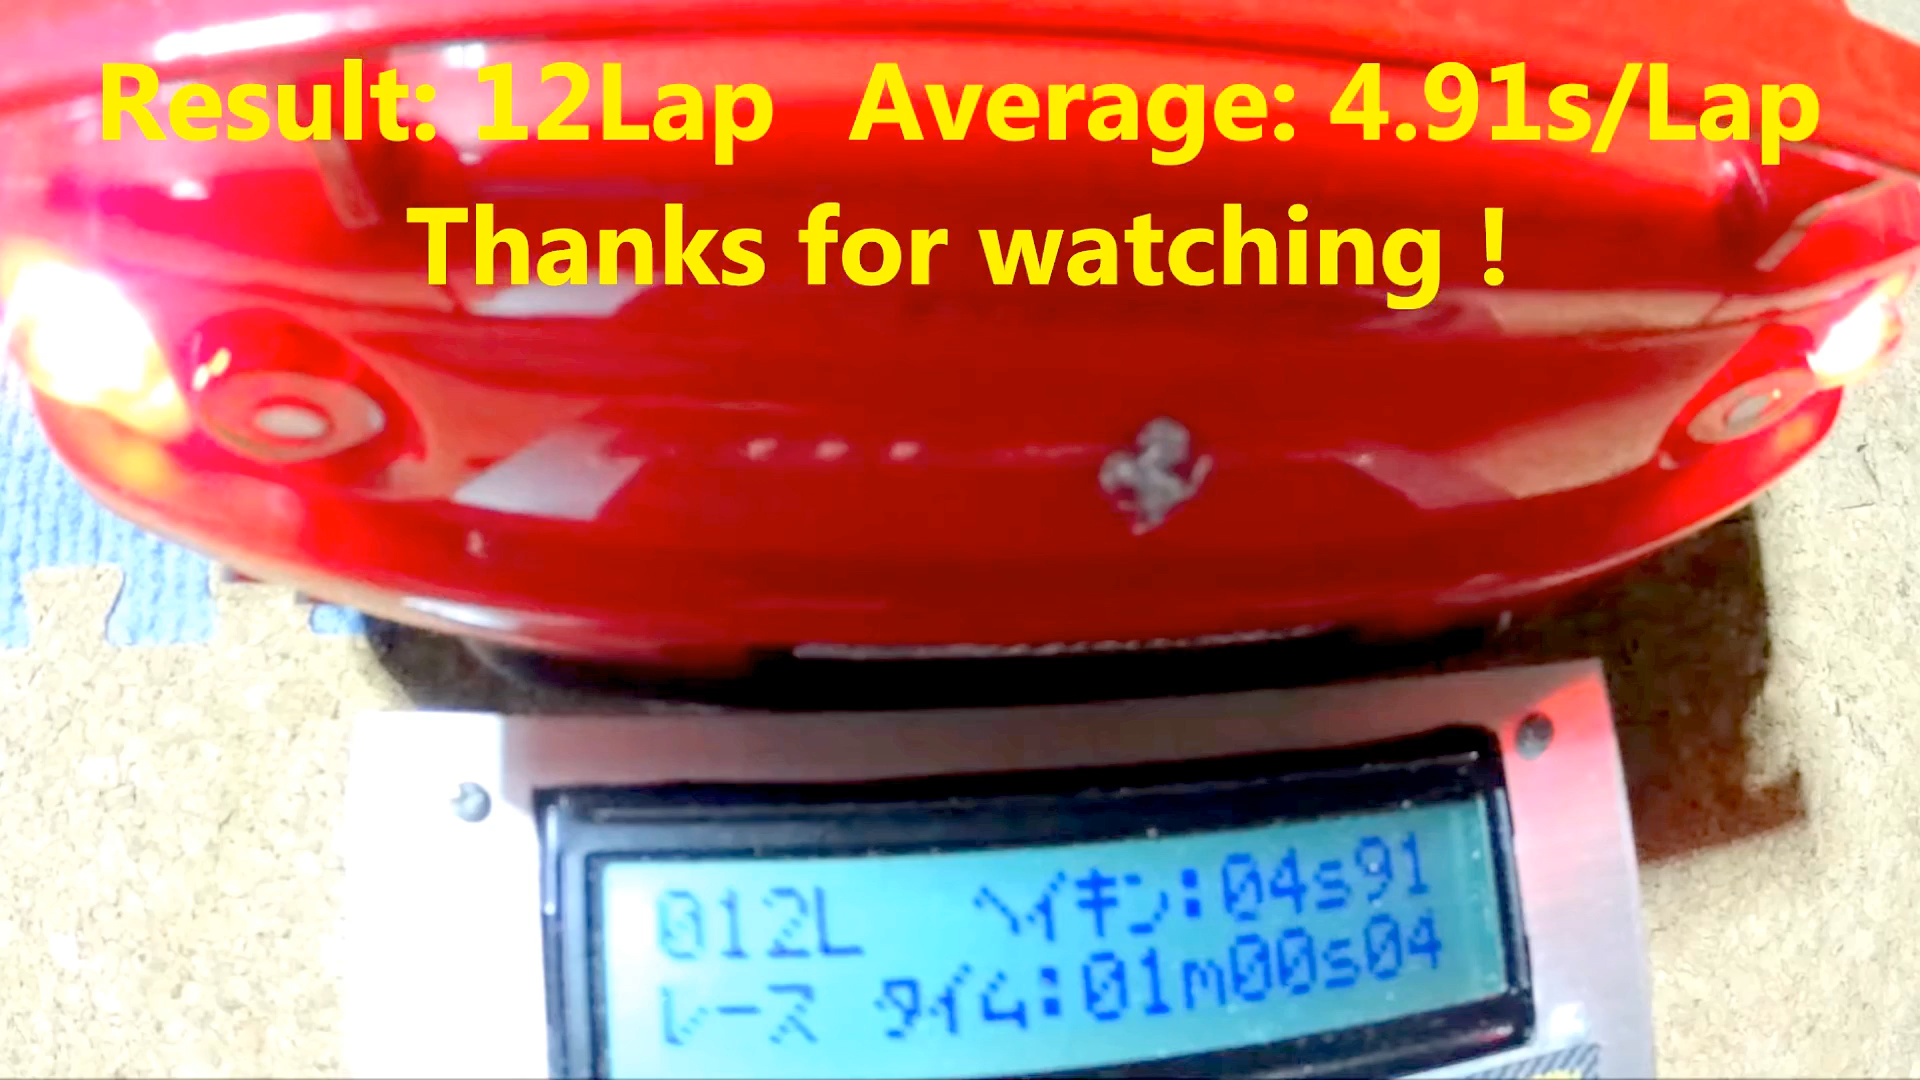 Result: 12Lap Average: 4.91s/Lap
Thanks for watching !
012L ヘイキン:04s91
レース タイム:01m00s04